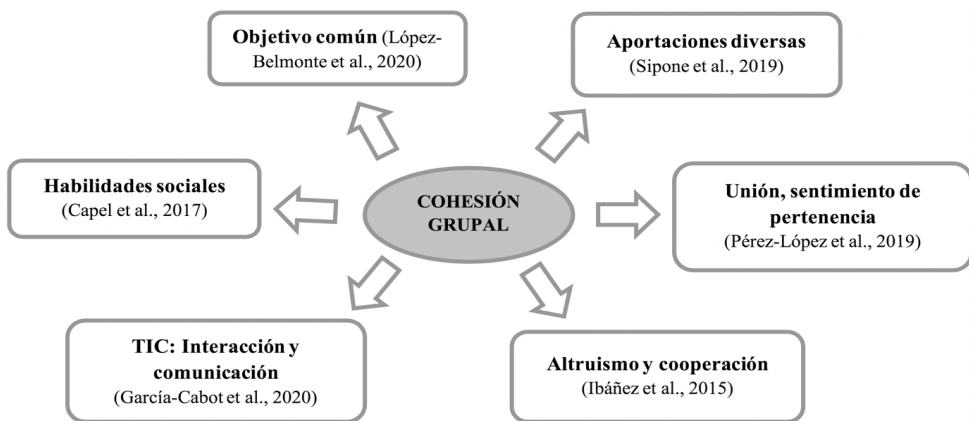 Objetivo común (López-
Belmonte et al., 2020)
Aportaciones diversas
(Sipone et al., 2019)
Habilidades sociales
(Capel et al., 2017)
COHESIÓN
GRUPAL
Unión, sentimiento de
pertenencia
(Pérez-López et al., 2019)
TIC: Interacción y
comunicación
(García-Cabot et al., 2020)
Altruismo y cooperación
(Ibáñez et al., 2015)